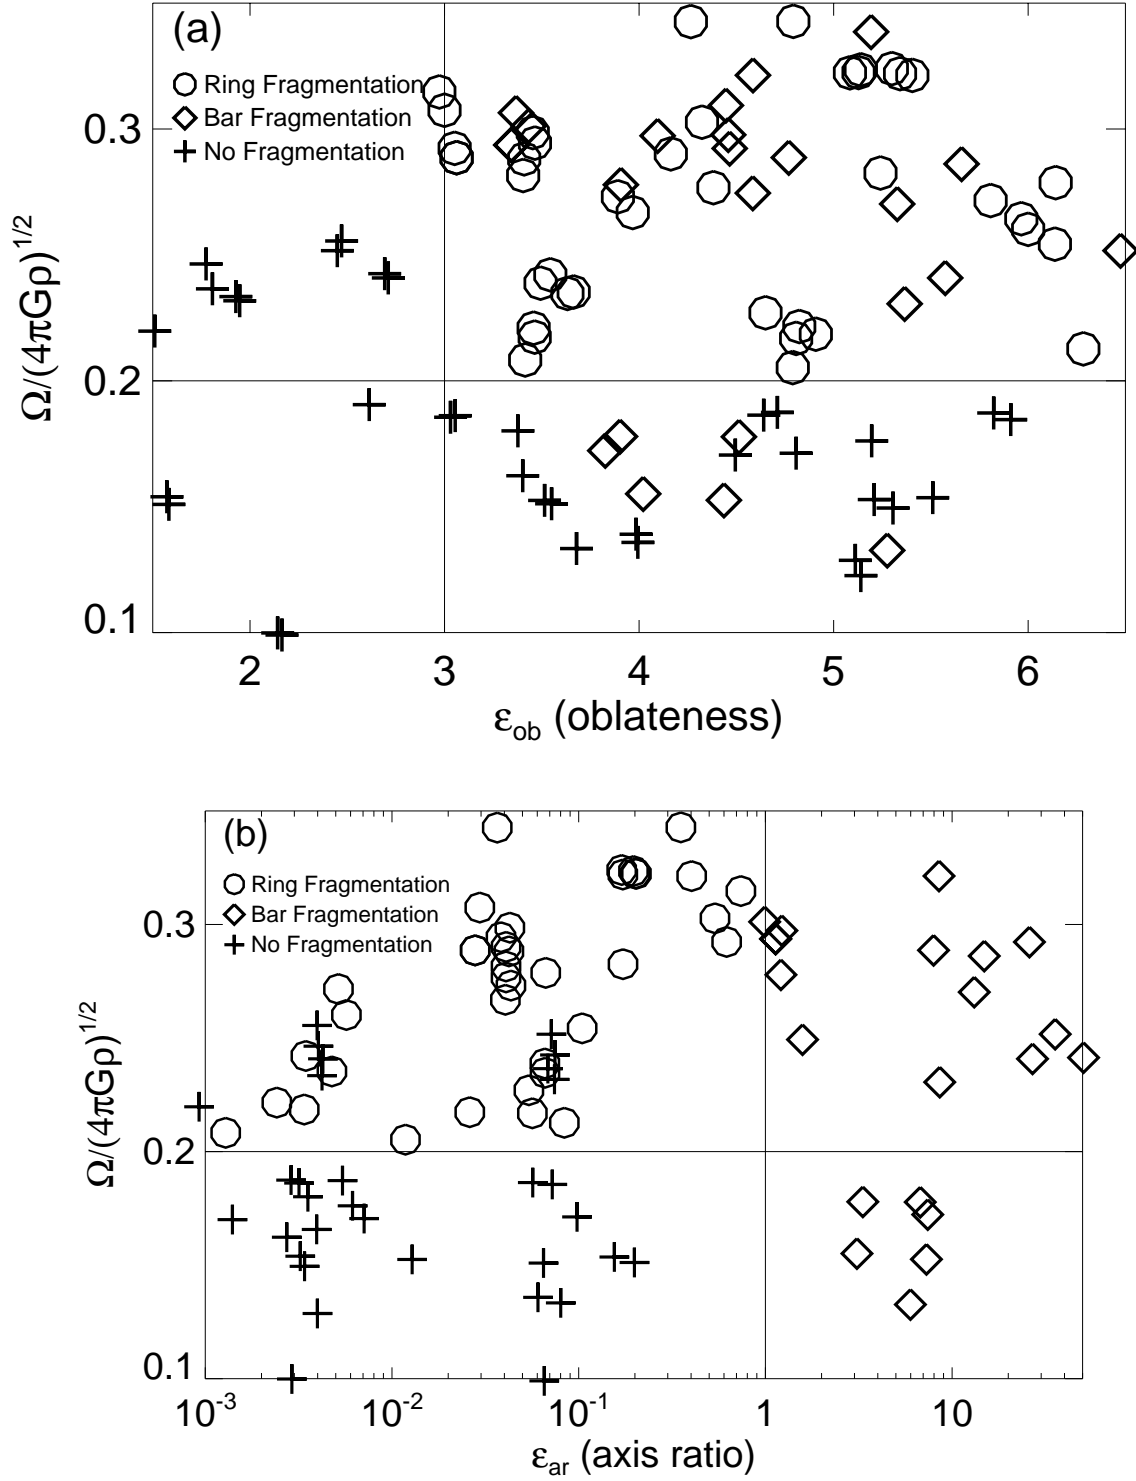 (a)
Ring Fragmentation
Bar Fragmentation
No Fragmentation
0.3
0.2
0.1
Ω/(4πGρ)^1/2
2 3 4 5 6
ε_ob (oblateness)
(b)
Ring Fragmentation
Bar Fragmentation
No Fragmentation
0.3
0.2
0.1
Ω/(4πGρ)^1/2
10^-3 10^-2 10^-1 1 10
ε_ar (axis ratio)